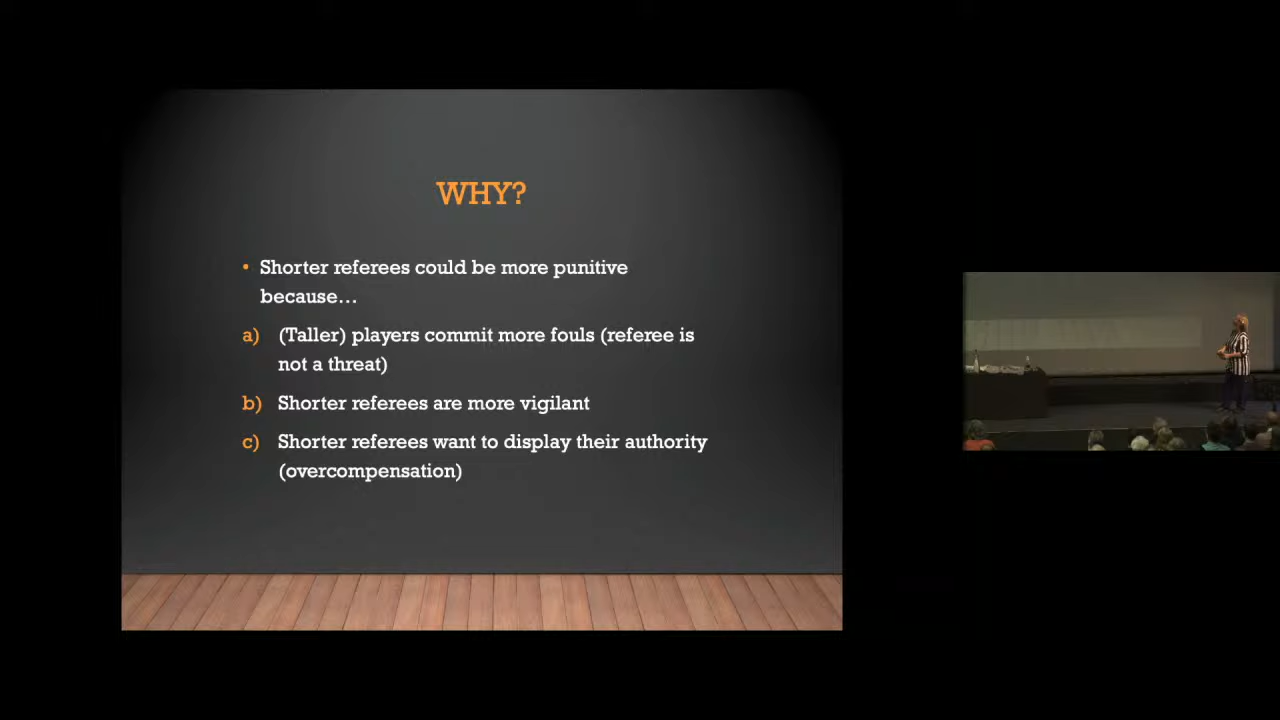 WHY?
• Shorter referees could be more punitive
because…
a) (Taller) players commit more fouls (referee is
not a threat)
b) Shorter referees are more vigilant
c) Shorter referees want to display their authority
(overcompensation)